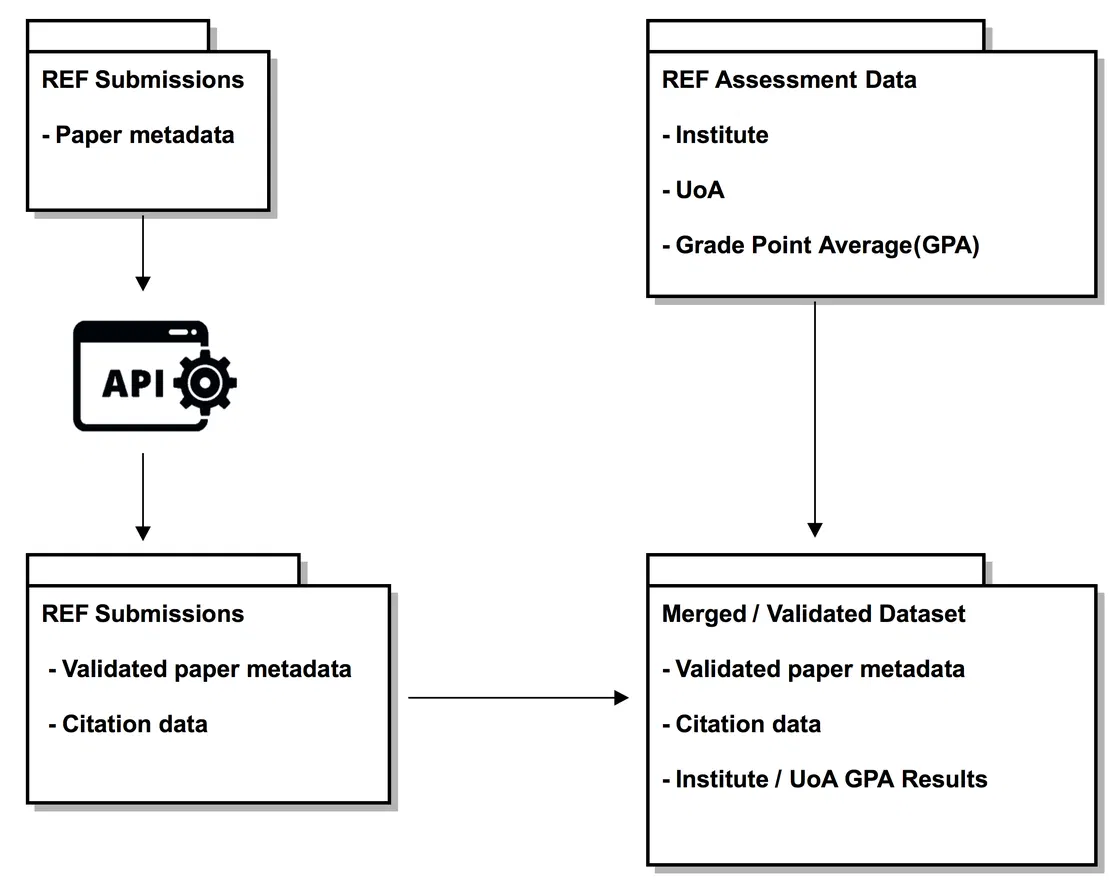 REF Submissions
- Paper metadata
REF Assessment Data
- Institute
- UoA
- Grade Point Average(GPA)
API
REF Submissions
- Validated paper metadata
- Citation data
Merged / Validated Dataset
- Validated paper metadata
- Citation data
- Institute / UoA GPA Results